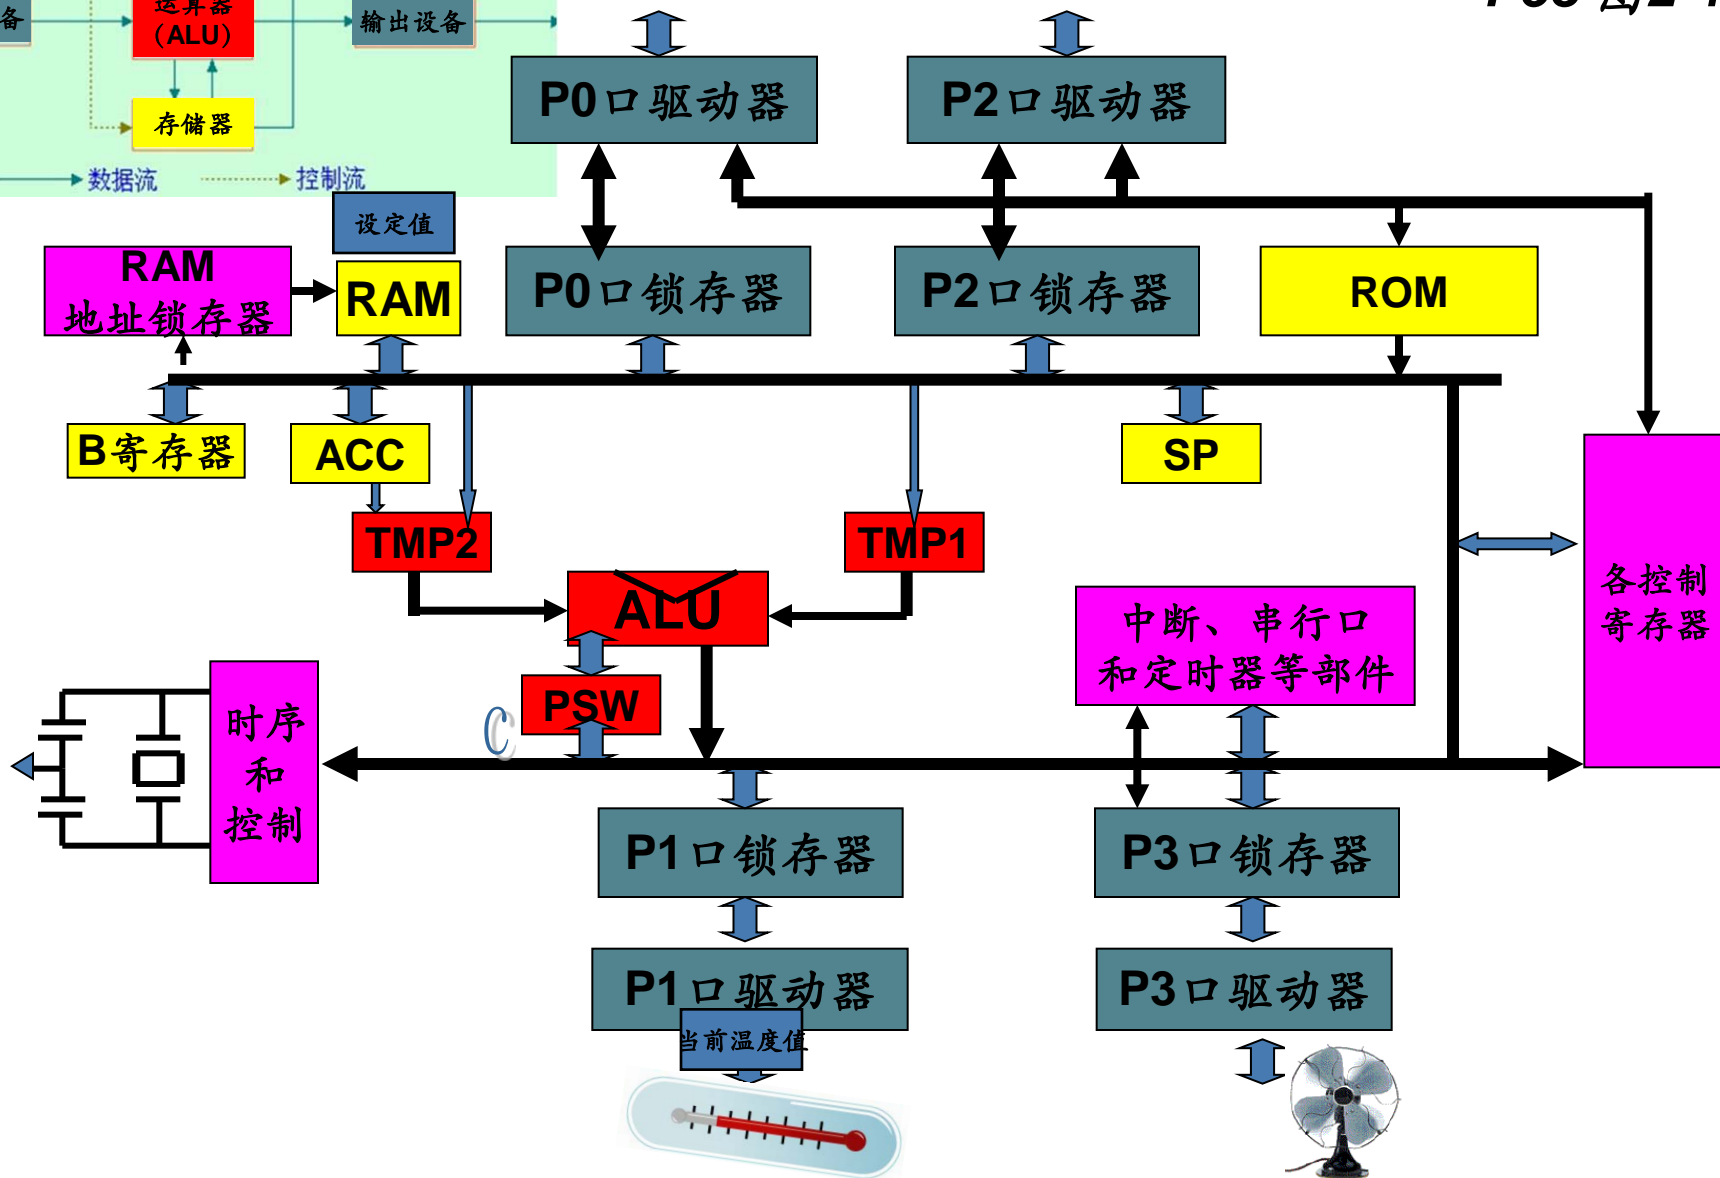 备
运算器
(ALU)
输出设备
存储器
数据流
控制流
P0口驱动器
P2口驱动器
设定值
RAM
地址锁存器
RAM
P0口锁存器
P2口锁存器
ROM
B寄存器
ACC
SP
TMP2
TMP1
ALU
各控制
寄存器
中断、串行口
和定时器等部件
PSW
C
时序
和
控制
P1口锁存器
P3口锁存器
P1口驱动器
P3口驱动器
当前温度值